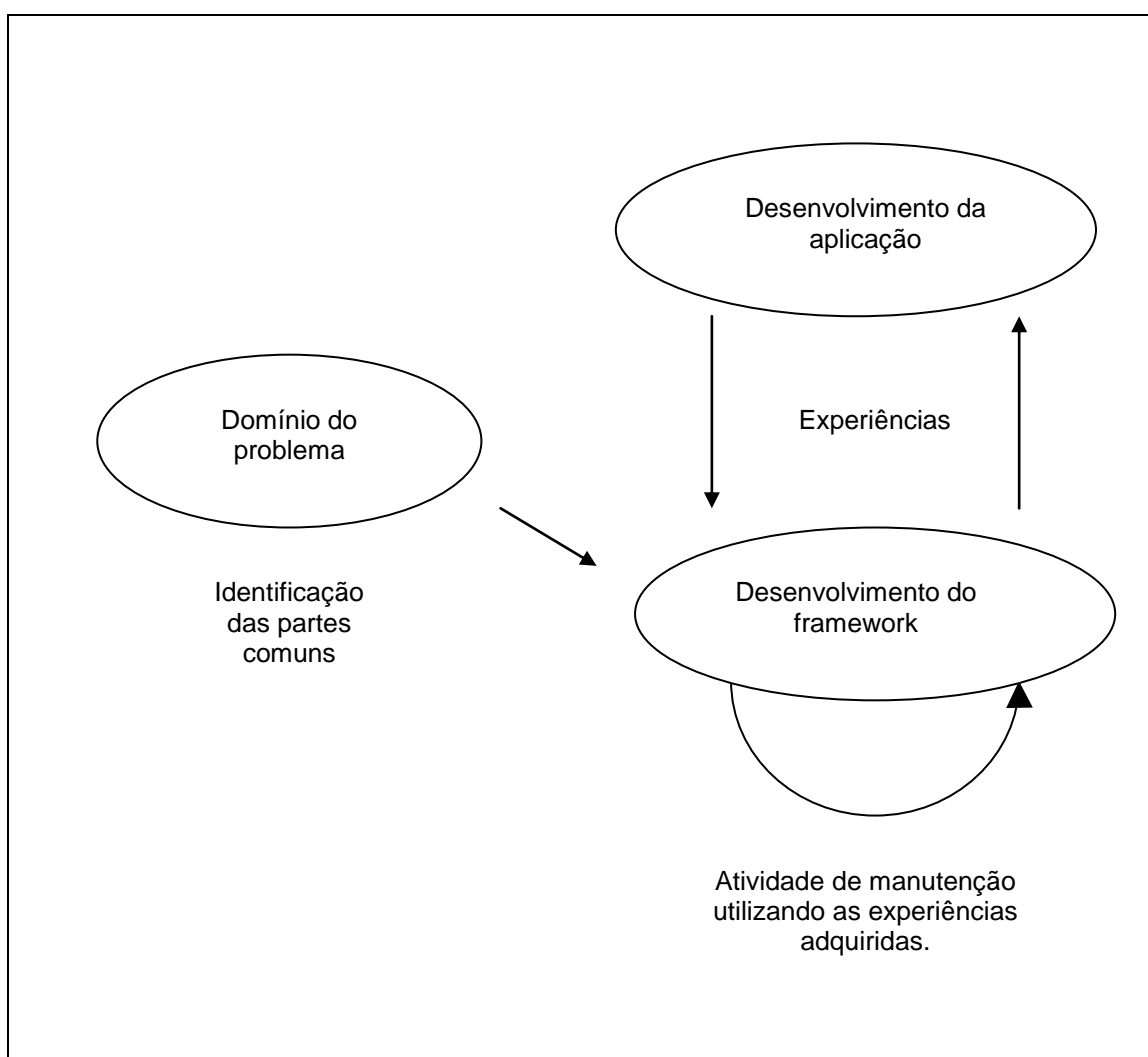 Desenvolvimento da
aplicação
Domínio do
problema
Experiências
Identificação
das partes
comuns
Desenvolvimento do
framework
Atividade de manutenção
utilizando as experiências
adquiridas.